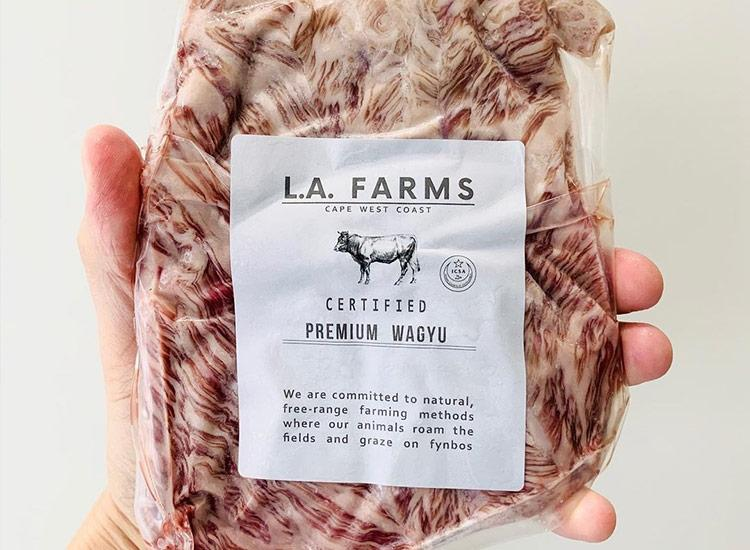 L.A. FARMS
CAPE WEST COAST
ICSA
CERTIFIED
PREMIUM WAGYU
We are committed to natural,
free-range farming methods
where our animals roam the
fields and graze on fynbos